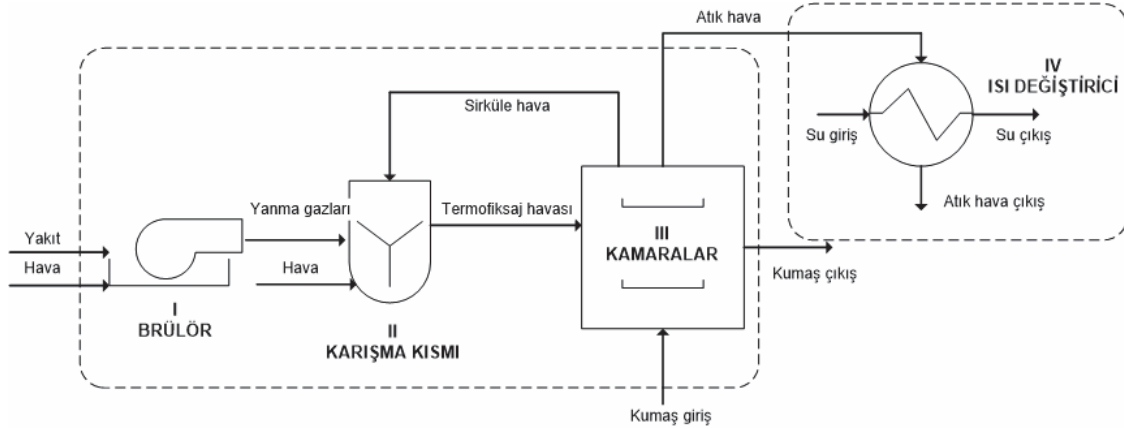 Atık hava
IV
ISI DEĞİŞTİRİCİ
Sirküle hava
Su giriş
Su çıkış
Atık hava çıkış
Yanma gazları
Termofiksaj havası
Yakıt
Hava
Hava
III
KAMARALAR
Kumaş çıkış
I
BRÜLÖR
II
KARIŞMA KISMI
Kumaş giriş